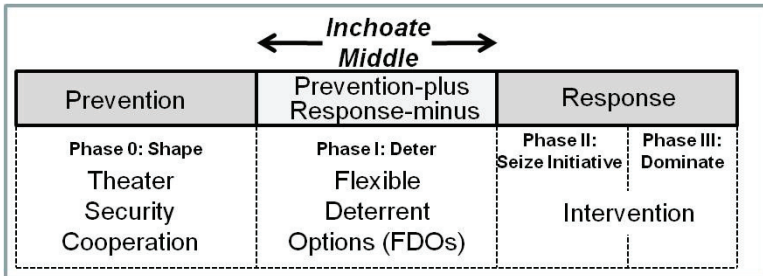 Inchoate
Middle
Prevention
Prevention-plus
Response-minus
Response
Phase 0: Shape
Theater
Security
Cooperation
Phase I: Deter
Flexible
Deterrent
Options (FDOs)
Phase II:
Seize Initiative
Phase III:
Dominate
Intervention